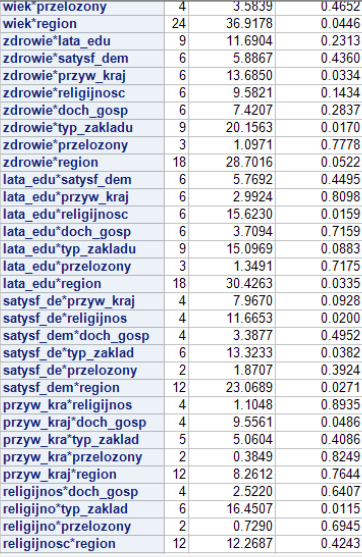 wiek*przelozony 4 3.5839 0.4652
wiek*region 24 36.9178 0.0446
zdrowie*lata_edu 9 11.6904 0.2313
zdrowie*satysf_dem 6 5.8867 0.4360
zdrowie*przyw_kraj 6 13.6850 0.0334
zdrowie*religijnosc 6 9.5821 0.1434
zdrowie*doch_gosp 6 7.4207 0.2837
zdrowie*typ_zakladu 9 20.1563 0.0170
zdrowie*przelozony 3 1.0971 0.7778
zdrowie*region 18 28.7016 0.0522
lata_edu*satysf_dem 6 5.7692 0.4495
lata_edu*przyw_kraj 6 2.9924 0.8098
lata_edu*religijnosc 6 15.6230 0.0159
lata_edu*doch_gosp 6 3.7094 0.7159
lata_edu*typ_zakladu 9 15.0969 0.0883
lata_edu*przelozony 3 1.3491 0.7175
lata_edu*region 18 30.4263 0.0335
satysf_de*przyw_kraj 4 7.9670 0.0928
satysf_de*religijnos 4 11.6653 0.0200
satysf_dem*doch_gosp 4 3.3877 0.4952
satysf_de*typ_zaklad 6 13.3233 0.0382
satysf_de*przelozony 2 1.8707 0.3924
satysf_dem*region 12 23.0689 0.0271
przyw_kra*religijnos 4 1.1048 0.8935
przyw_kraj*doch_gosp 4 9.5561 0.0486
przyw_kra*typ_zaklad 5 5.0604 0.4086
przyw_kra*przelozony 2 0.3849 0.8249
przyw_kraj*region 12 8.2612 0.7644
religijnos*doch_gosp 4 2.5220 0.6407
religijno*typ_zaklad 6 16.4507 0.0115
religijno*przelozony 2 0.7290 0.6945
religijnosc*region 12 12.2687 0.4243